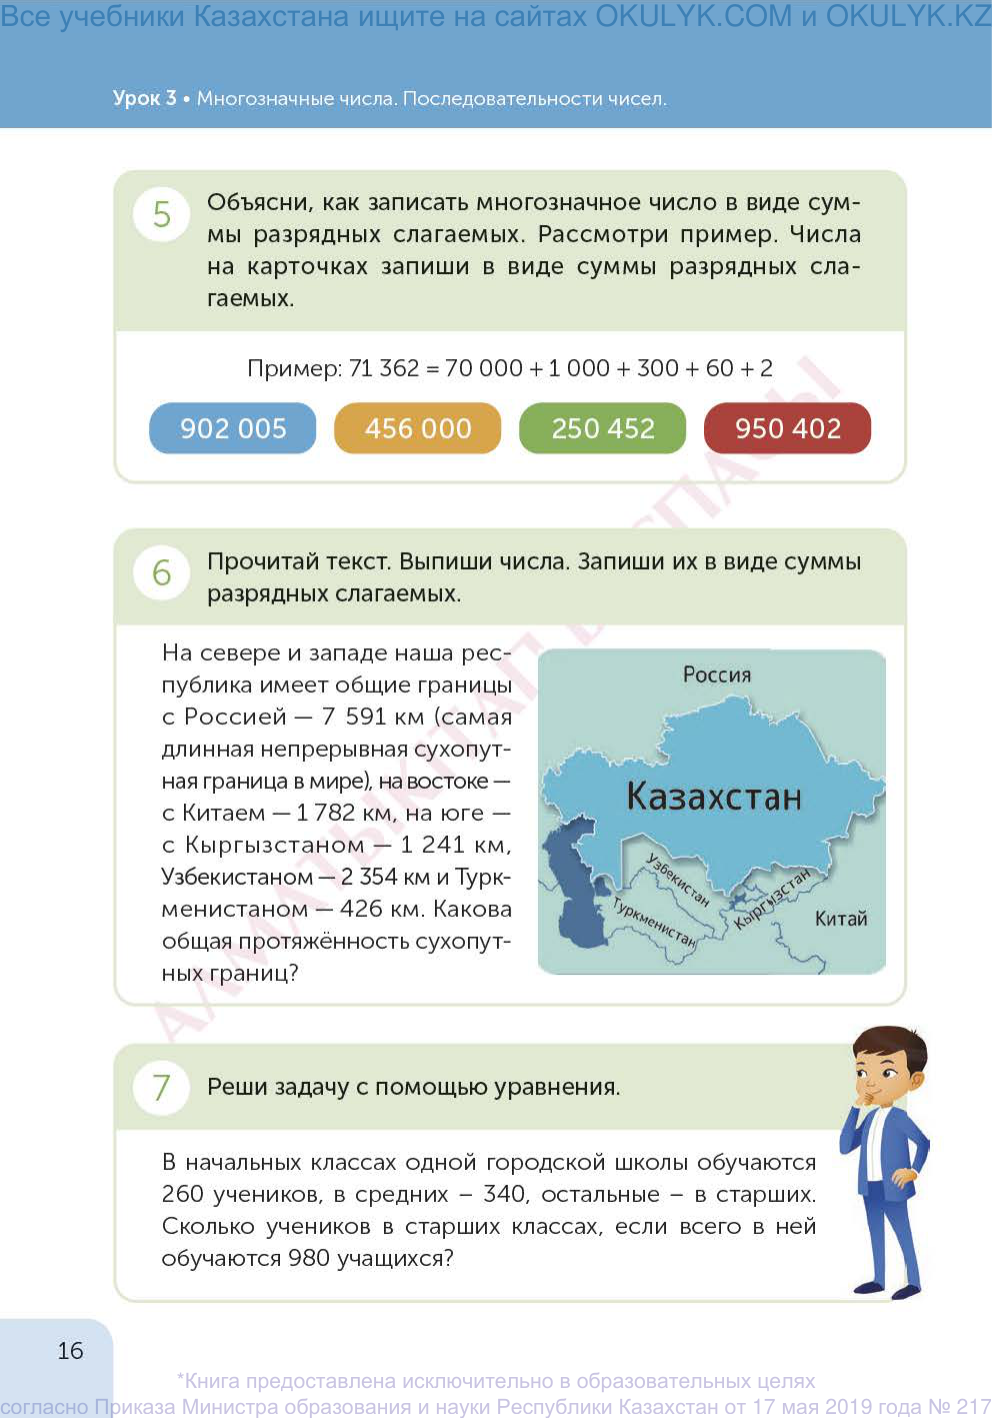 Все учебники Казахстана ищите на сайтах OKULYK.COM и OKULYK.KZ
Урок 3 • Многозначные числа. Последовательности чисел.
5
Объясни, как записать многозначное число в виде сум-
мы разрядных слагаемых. Рассмотри пример. Числа
на карточках запиши в виде суммы разрядных сла-
гаемых.
Пример: 71 362 = 70 000 + 1 000 + 300 + 60 + 2
902 005 456 000 250 452 950 402
6
Прочитай текст. Выпиши числа. Запиши их в виде суммы
разрядных слагаемых.
На севере и западе наша рес-
публика имеет общие границы
с Россией — 7 591 км (самая
длинная непрерывная сухопут-
ная граница в мире), на востоке —
с Китаем — 1 782 км, на юге —
с Кыргызстаном — 1 241 км,
Узбекистаном — 2 354 км и Турк-
менистаном — 426 км. Какова
общая протяжённость сухопут-
ных границ?
Россия
Казахстан
Узбекистан
Туркменистан
Кыргызстан
Китай
7
Реши задачу с помощью уравнения.
В начальных классах одной городской школы обучаются
260 учеников, в средних – 340, остальные – в старших.
Сколько учеников в старших классах, если всего в ней
обучаются 980 учащихся?
16
*Книга предоставлена исключительно в образовательных целях
согласно Приказа Министра образования и науки Республики Казахстан от 17 мая 2019 года № 217